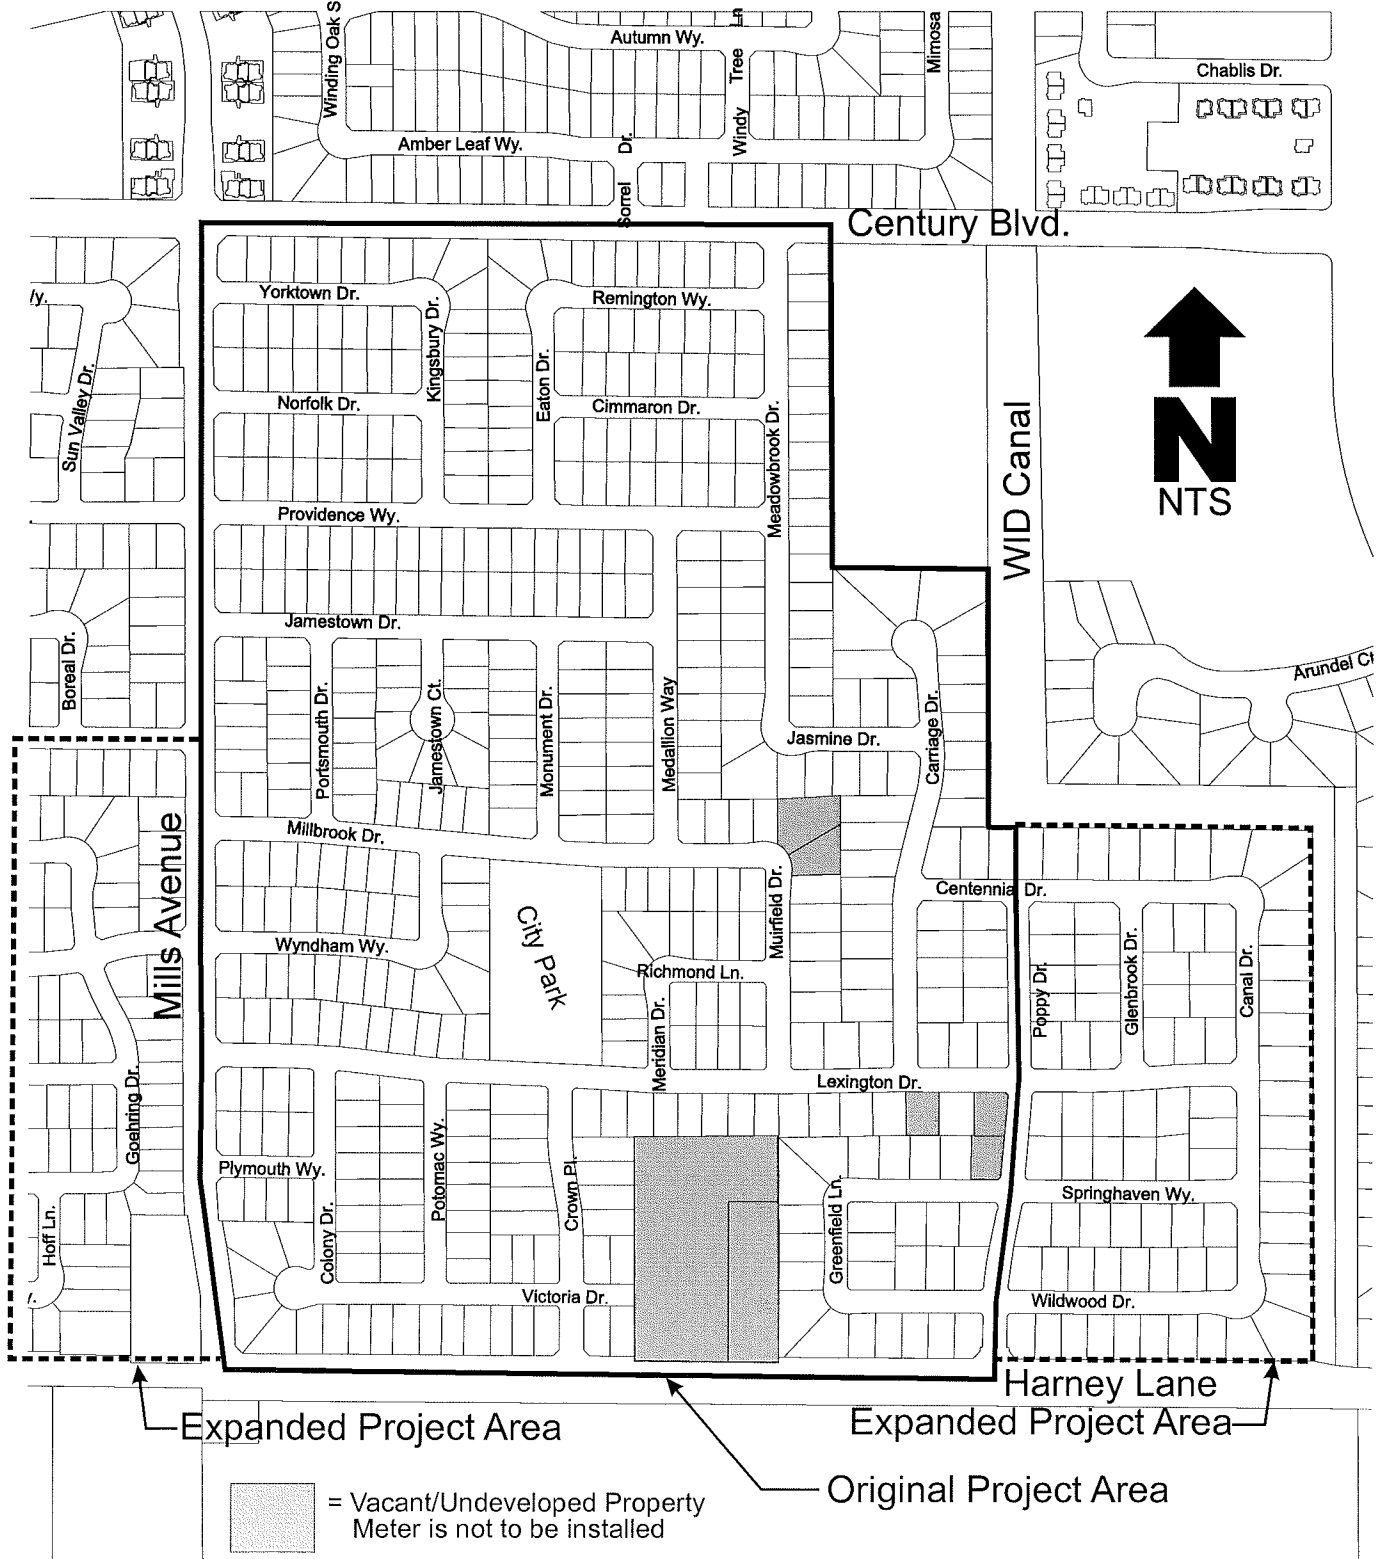 Winding Oak S
Autumn Wy.
Tree
Ln
Mimosa
Chablis Dr.
Amber Leaf Wy.
Windy
Sorrel Dr.
Century Blvd.
Wy.
Yorktown Dr.
Kingsbury Dr.
Remington Wy.
Eaton Dr.
Sun Valley Dr.
Norfolk Dr.
Cimmaron Dr.
Meadowbrook Dr.
WID Canal
N
NTS
Providence Wy.
Jamestown Dr.
Boreal Dr.
Portsmouth Dr.
Jamestown Ct.
Monument Dr.
Medallion Way
Jasmine Dr.
Carriage Dr.
Arundel Ct
Mills Avenue
Millbrook Dr.
Muirfield Dr.
Centennial Dr.
City Park
Wyndham Wy.
Richmond Ln.
Meridian Dr.
Poppy Dr.
Glenbrook Dr.
Canal Dr.
Lexington Dr.
Goehring Dr.
Plymouth Wy.
Potomac Wy.
Crown Pl.
Colony Dr.
Hoff Ln.
Greenfield Ln.
Springhaven Wy.
Victoria Dr.
Wildwood Dr.
Harney Lane
Expanded Project Area
Expanded Project Area
Original Project Area
= Vacant/Undeveloped Property
Meter is not to be installed